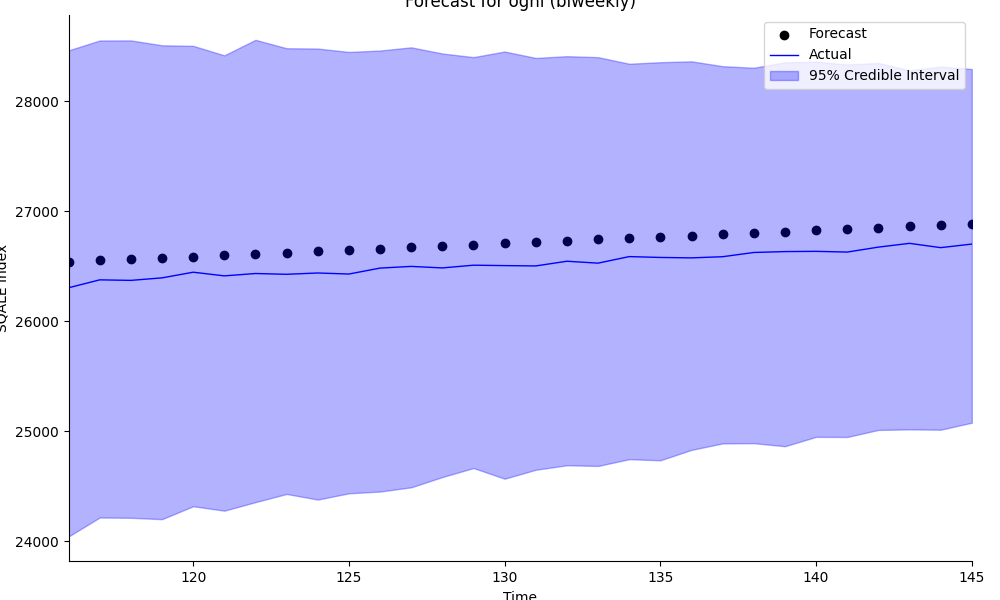 Forecast for ogni (biweekly)
Forecast
Actual
95% Credible Interval
28000
27000
26000
25000
24000
SQALE Index
120
125
130
135
140
145
Time